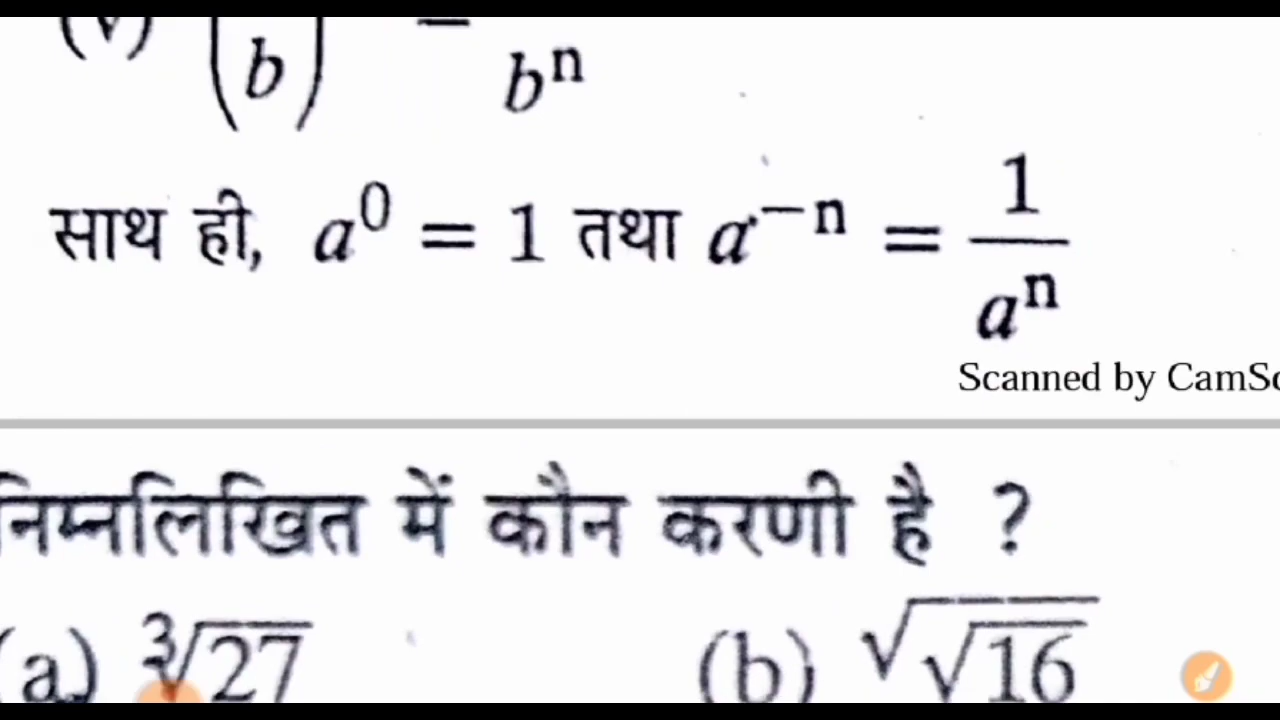 (v) (b) = bⁿ
साथ ही, a⁰ = 1 तथा a⁻ⁿ = 1/aⁿ
Scanned by CamSc
निम्नलिखित में कौन करणी है ?
(a) ∛27 (b) √√16